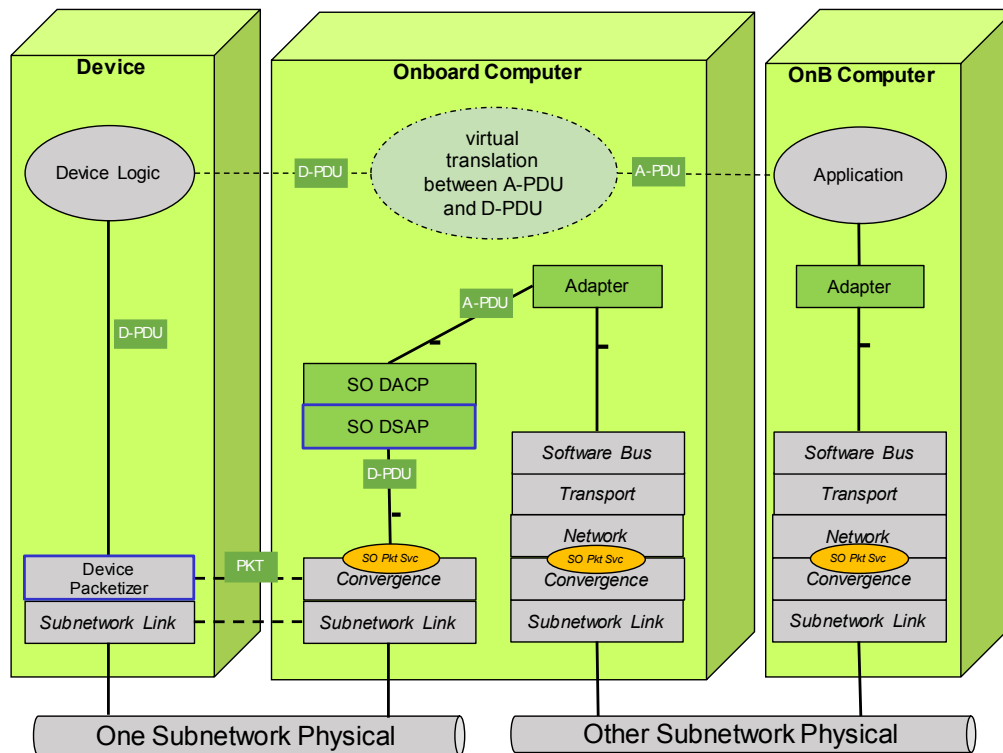 Device
Onboard Computer
OnB Computer
Device Logic
D-PDU
virtual
translation
between A-PDU
and D-PDU
A-PDU
Application
D-PDU
A-PDU
Adapter
Adapter
SO DACP
SO DSAP
D-PDU
Software Bus
Transport
Network
SO Pkt Svc
Convergence
Subnetwork Link
Software Bus
Transport
Network
SO Pkt Svc
Convergence
Subnetwork Link
Device
Packetizer
Subnetwork Link
PKT
SO Pkt Svc
Convergence
Subnetwork Link
One Subnetwork Physical
Other Subnetwork Physical